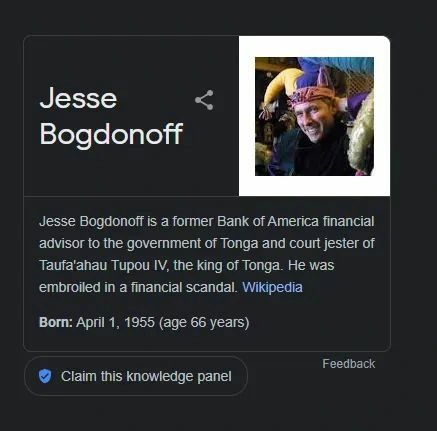 Jesse
Bogdonoff
Jesse Bogdonoff is a former Bank of America financial
advisor to the government of Tonga and court jester of
Taufa'ahau Tupou IV, the king of Tonga. He was
embroiled in a financial scandal. Wikipedia
Born: April 1, 1955 (age 66 years)
Feedback
Claim this knowledge panel